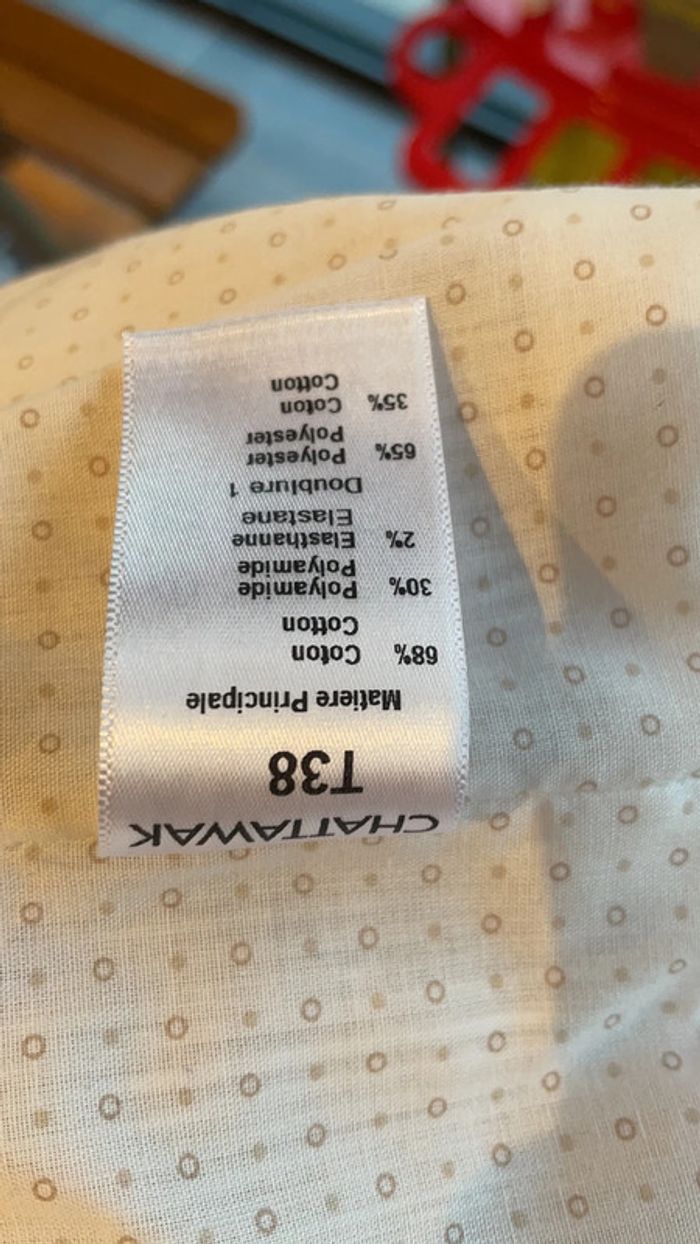 CHATTAWAK
T38
Matiere Principale
68% Coton
Cotton
30% Polyamide
Polyamide
2% Elasthanne
Elastane
Doublure 1
65% Polyester
Polyester
35% Coton
Cotton